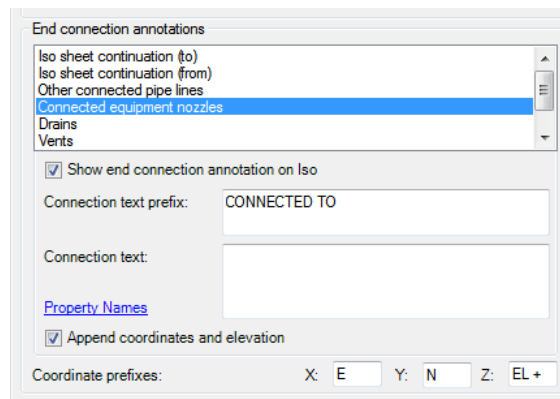 End connection annotations
Iso sheet continuation (to)
Iso sheet continuation (from)
Other connected pipe lines
Connected equipment nozzles
Drains
Vents
Show end connection annotation on Iso
Connection text prefix: CONNECTED TO
Connection text:
Property Names
Append coordinates and elevation
Coordinate prefixes: X: E Y: N Z: EL +